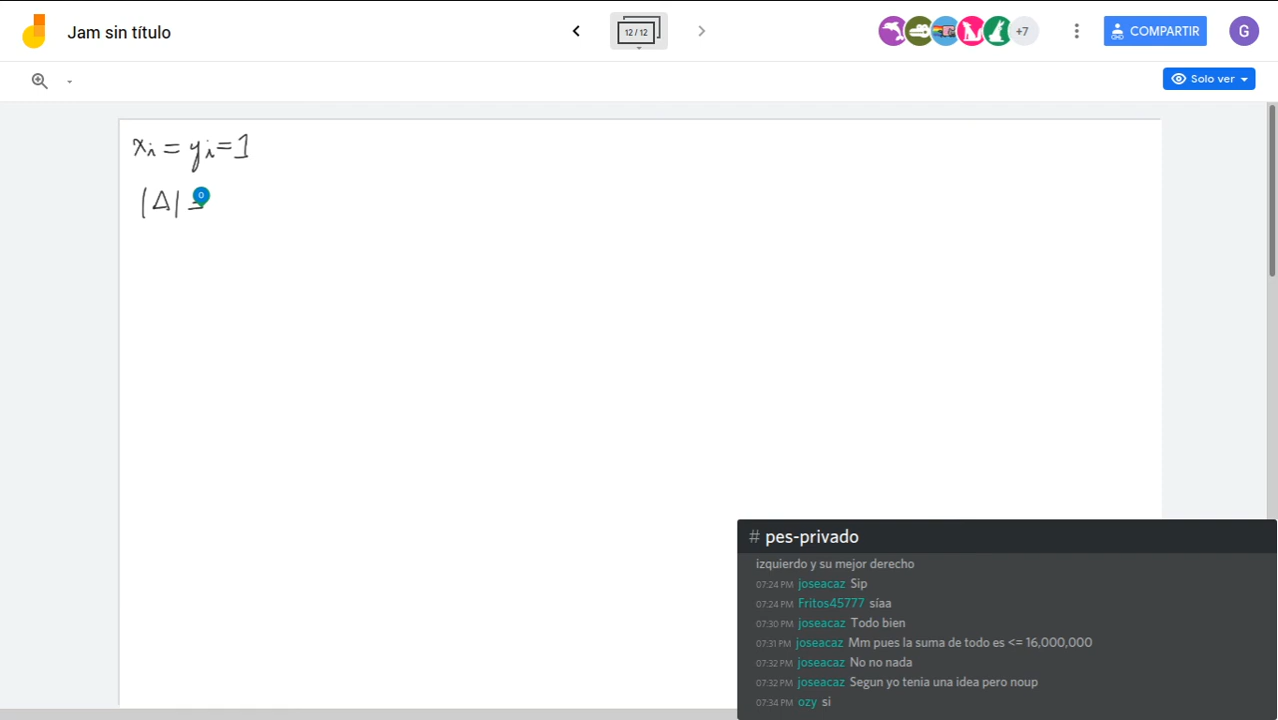 Jam sin título
12 / 12
+7
COMPARTIR
G
Solo ver
xi = yi = 1
|Δ| =
0
# pes-privado
izquierdo y su mejor derecho
07:24 PM joseacaz Sip
07:24 PM Fritos45777 síaa
07:30 PM joseacaz Todo bien
07:31 PM joseacaz Mm pues la suma de todo es <= 16,000,000
07:32 PM joseacaz No no nada
07:32 PM joseacaz Segun yo tenia una idea pero noup
07:34 PM ozy si